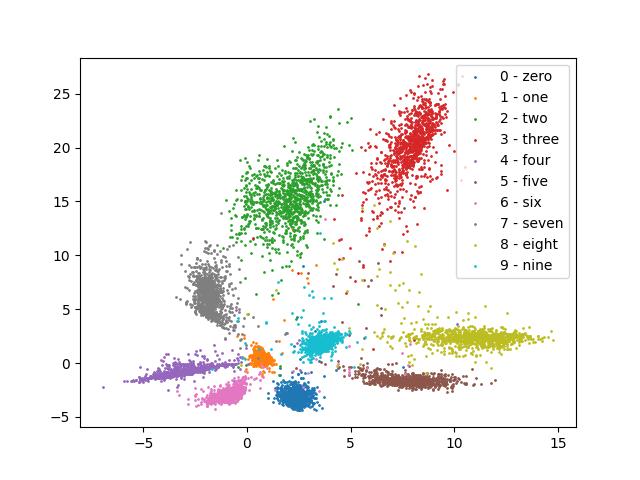 0 - zero
1 - one
2 - two
3 - three
4 - four
5 - five
6 - six
7 - seven
8 - eight
9 - nine
25
20
15
10
5
0
−5
−5
0
5
10
15